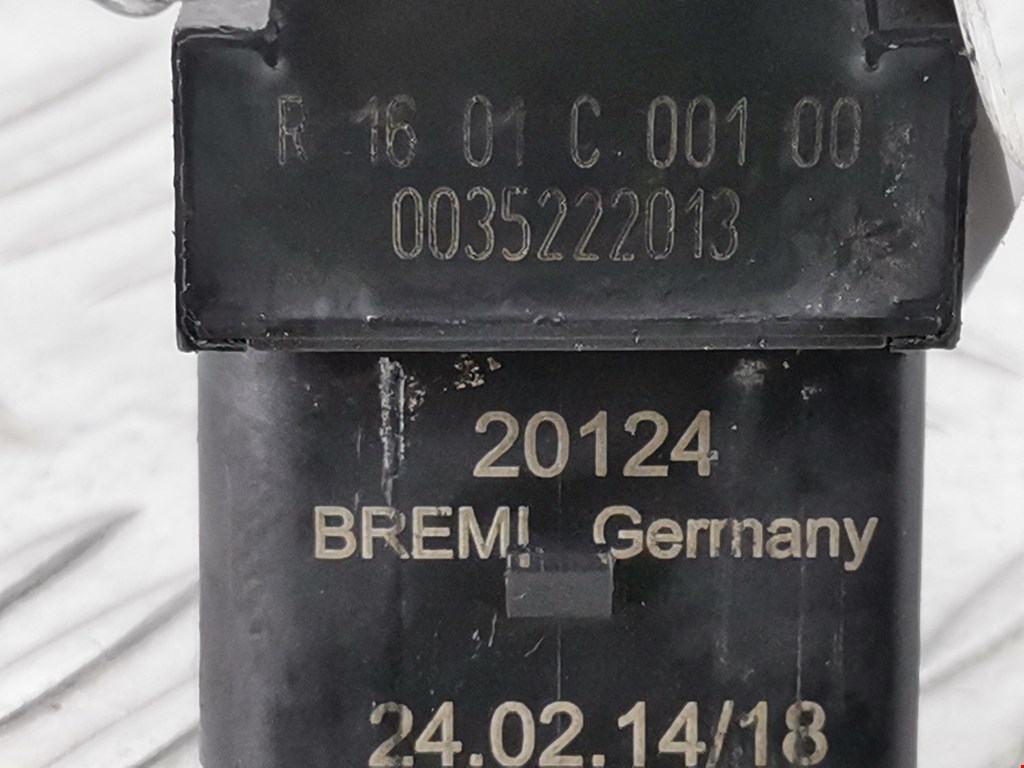 R 16 01 C 001 00
0035222013
20124
BREMI Germany
24.02.14/18